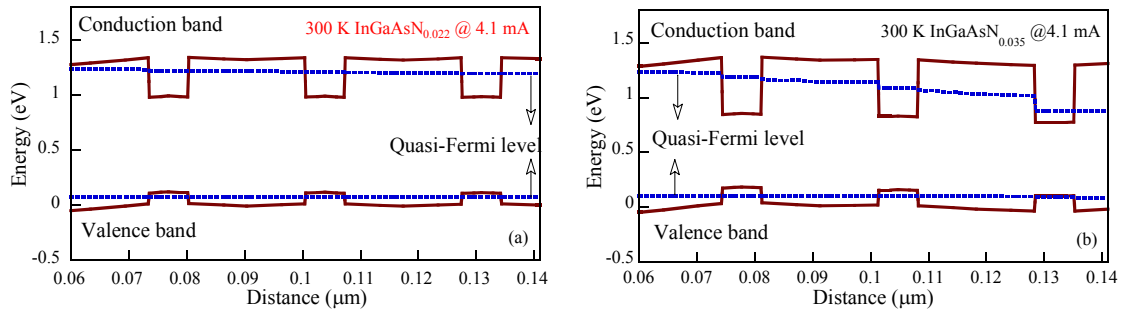 Conduction band
300 K InGaAsN0.022 @ 4.1 mA
1.5
1
0.5
0
-0.5
Energy (eV)
Quasi-Fermi level
Valence band
(a)
0.06 0.07 0.08 0.09 0.1 0.11 0.12 0.13 0.14
Distance (μm)
Conduction band
300 K InGaAsN0.035 @4.1 mA
1.5
1
0.5
0
-0.5
Energy (eV)
Quasi-Fermi level
Valence band
(b)
0.06 0.07 0.08 0.09 0.1 0.11 0.12 0.13 0.14
Distance (μm)